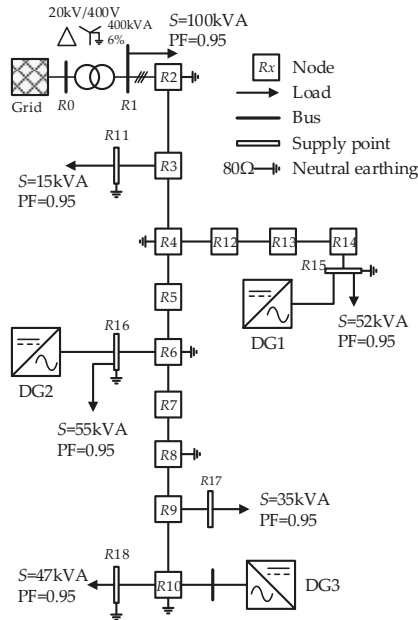 20kV/400V
400kVA
6%
S=100kVA
PF=0.95
Grid
R0
R1
R2
Rx Node
Load
Bus
Supply point
80Ω Neutral earthing
R11
R3
S=15kVA
PF=0.95
R4
R12
R13
R14
R15
R5
DG1
S=52kVA
PF=0.95
R16
R6
DG2
S=55kVA
PF=0.95
R7
R8
R17
R9
S=35kVA
PF=0.95
R18
S=47kVA
PF=0.95
R10
DG3